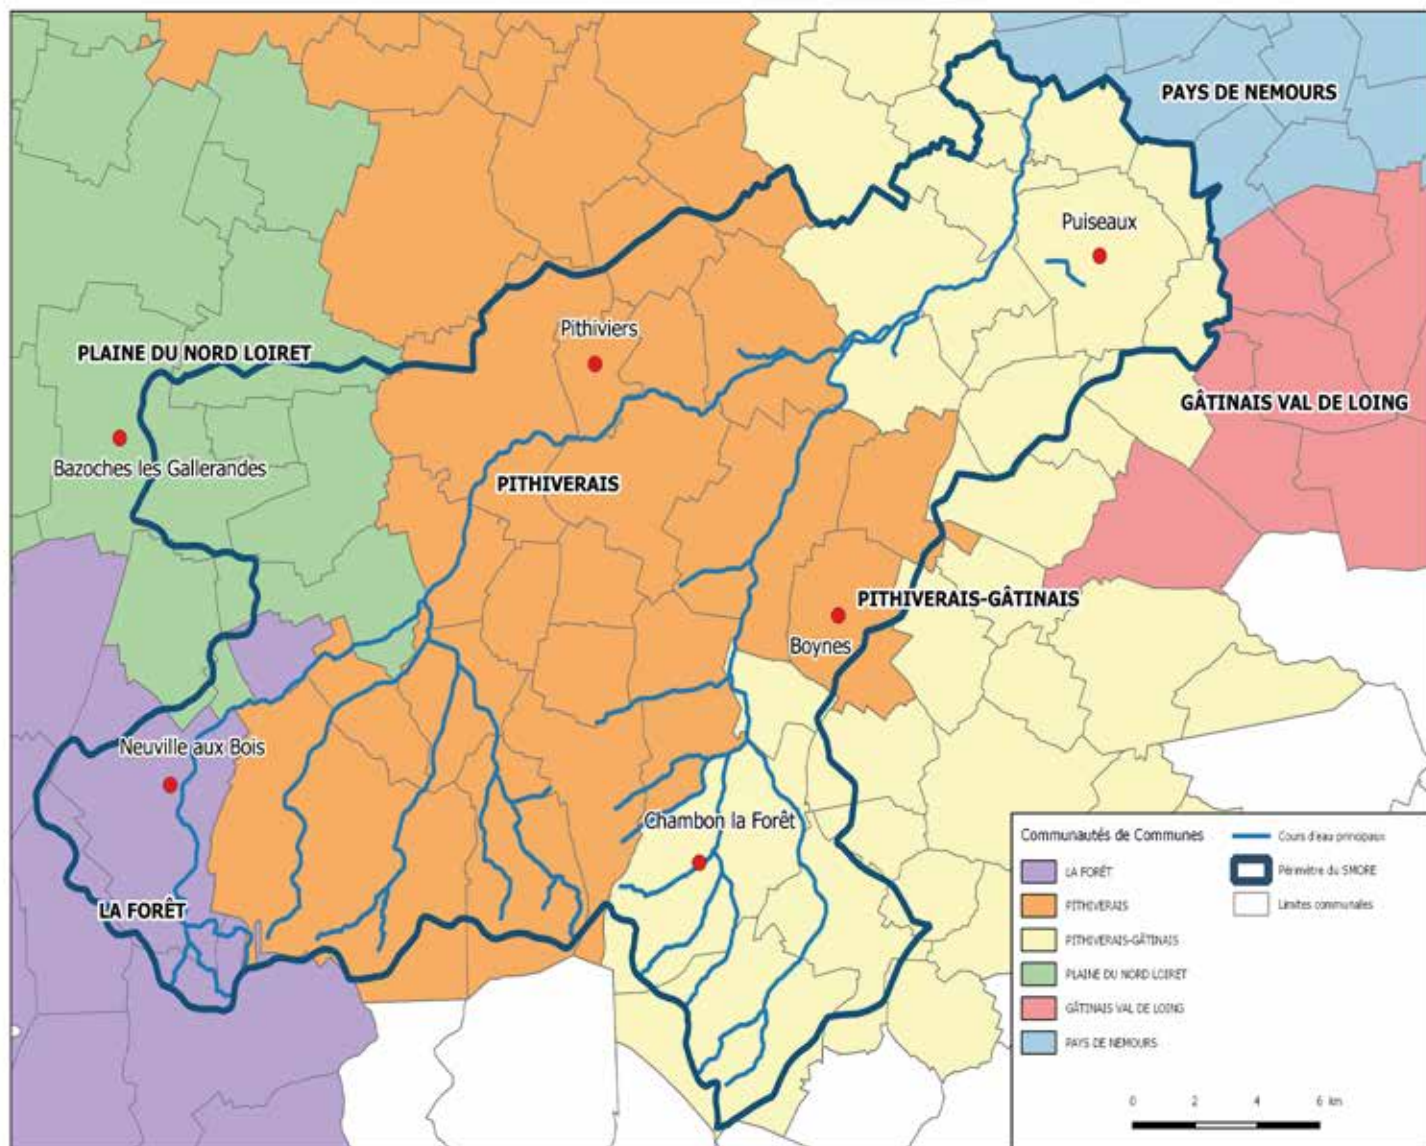 PAYS DE NEMOURS
Puiseaux
Pithiviers
PLAINE DU NORD LOIRET
GÂTINAIS VAL DE LOING
Bazoches les Gallerandes
PITHIVERAIS
PITHIVERAIS-GÂTINAIS
Boynes
Neuville aux Bois
Chambon la Forêt
LA FORÊT
Communautés de Communes
LA FORÊT
PITHIVERAIS
PITHIVERAIS-GÂTINAIS
PLAINE DU NORD LOIRET
GÂTINAIS VAL DE LOING
PAYS DE NEMOURS
Cours d'eau principaux
Périmètre du SMORE
Limites communales
0 2 4 6 km